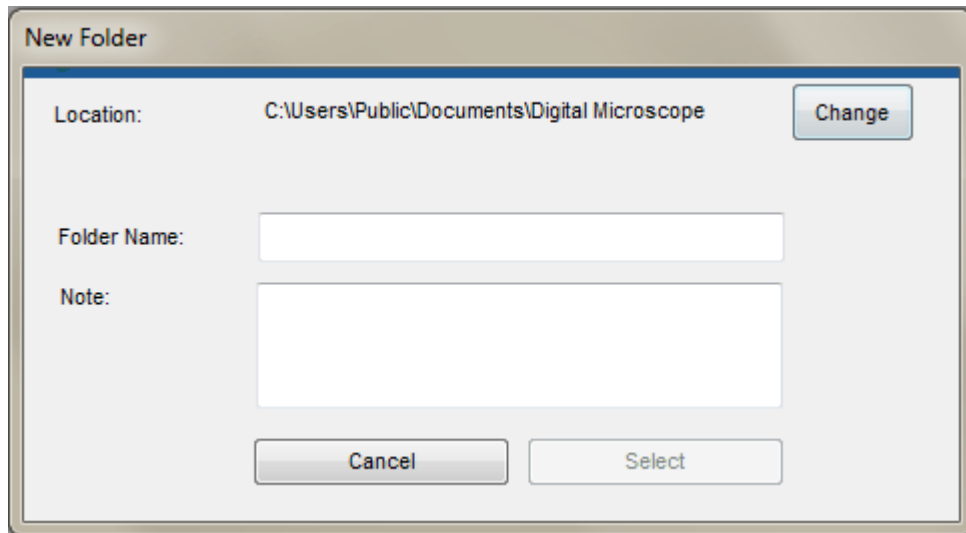 New Folder
Location: C:\Users\Public\Documents\Digital Microscope Change
Folder Name:
Note:
Cancel Select